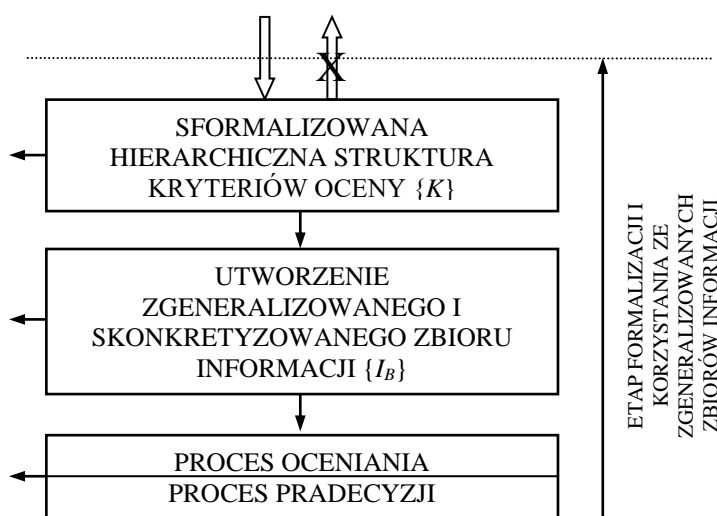 X
SFORMALIZOWANA
HIERARCHICZNA STRUKTURA
KRYTERIÓW OCENY {K}
UTWORZENIE
ZGENERALIZOWANEGO I
SKONKRETYZOWANEGO ZBIORU
INFORMACJI {I_B}
PROCES OCENIANIA
PROCES PRADECYZJI
ETAP FORMALIZACJI I
KORZYSTANIA ZE
ZGENERALIZOWANYCH
ZBIORÓW INFORMACJI